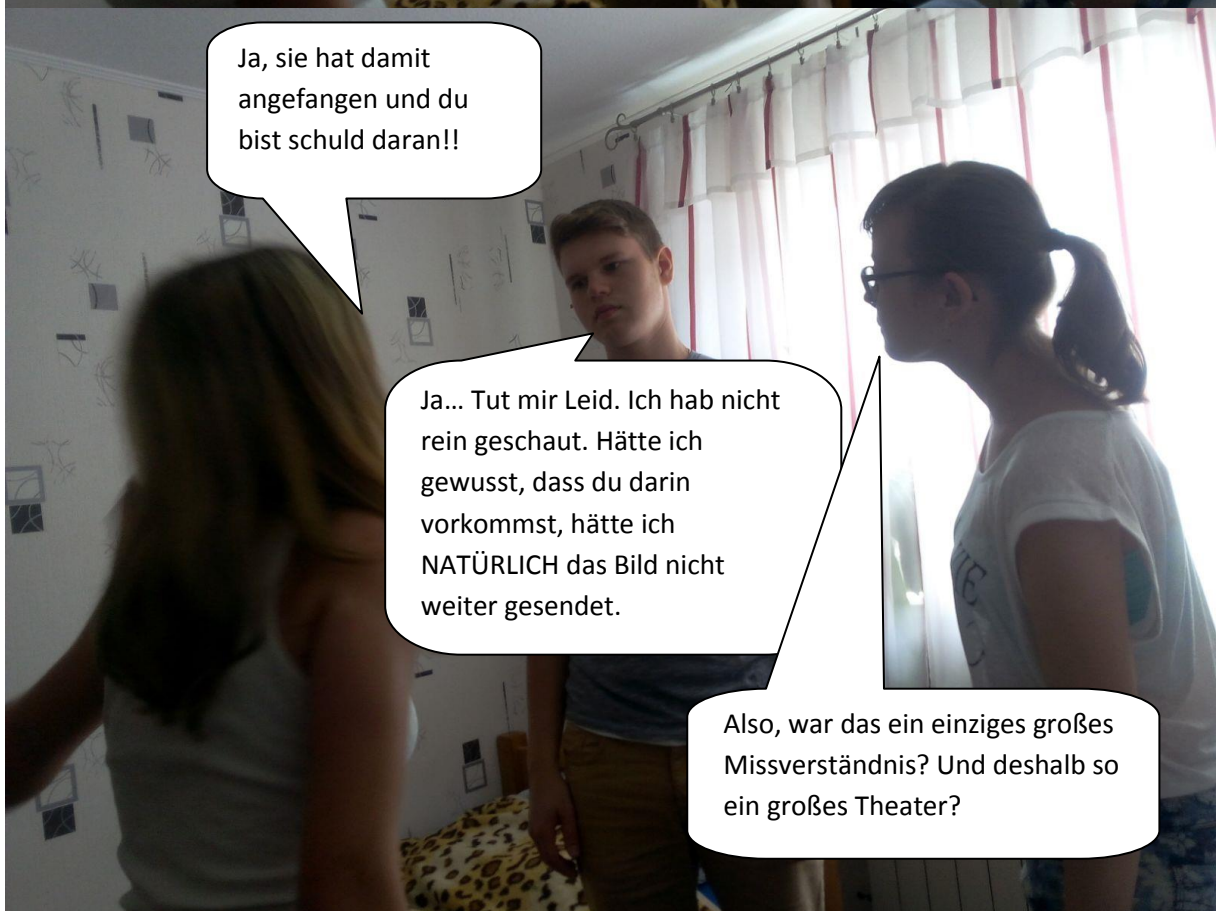 Ja, sie hat damit
angefangen und du
bist schuld daran!!
Ja… Tut mir Leid. Ich hab nicht
rein geschaut. Hätte ich
gewusst, dass du darin
vorkommst, hätte ich
NATÜRLICH das Bild nicht
weiter gesendet.
Also, war das ein einziges großes
Missverständnis? Und deshalb so
ein großes Theater?